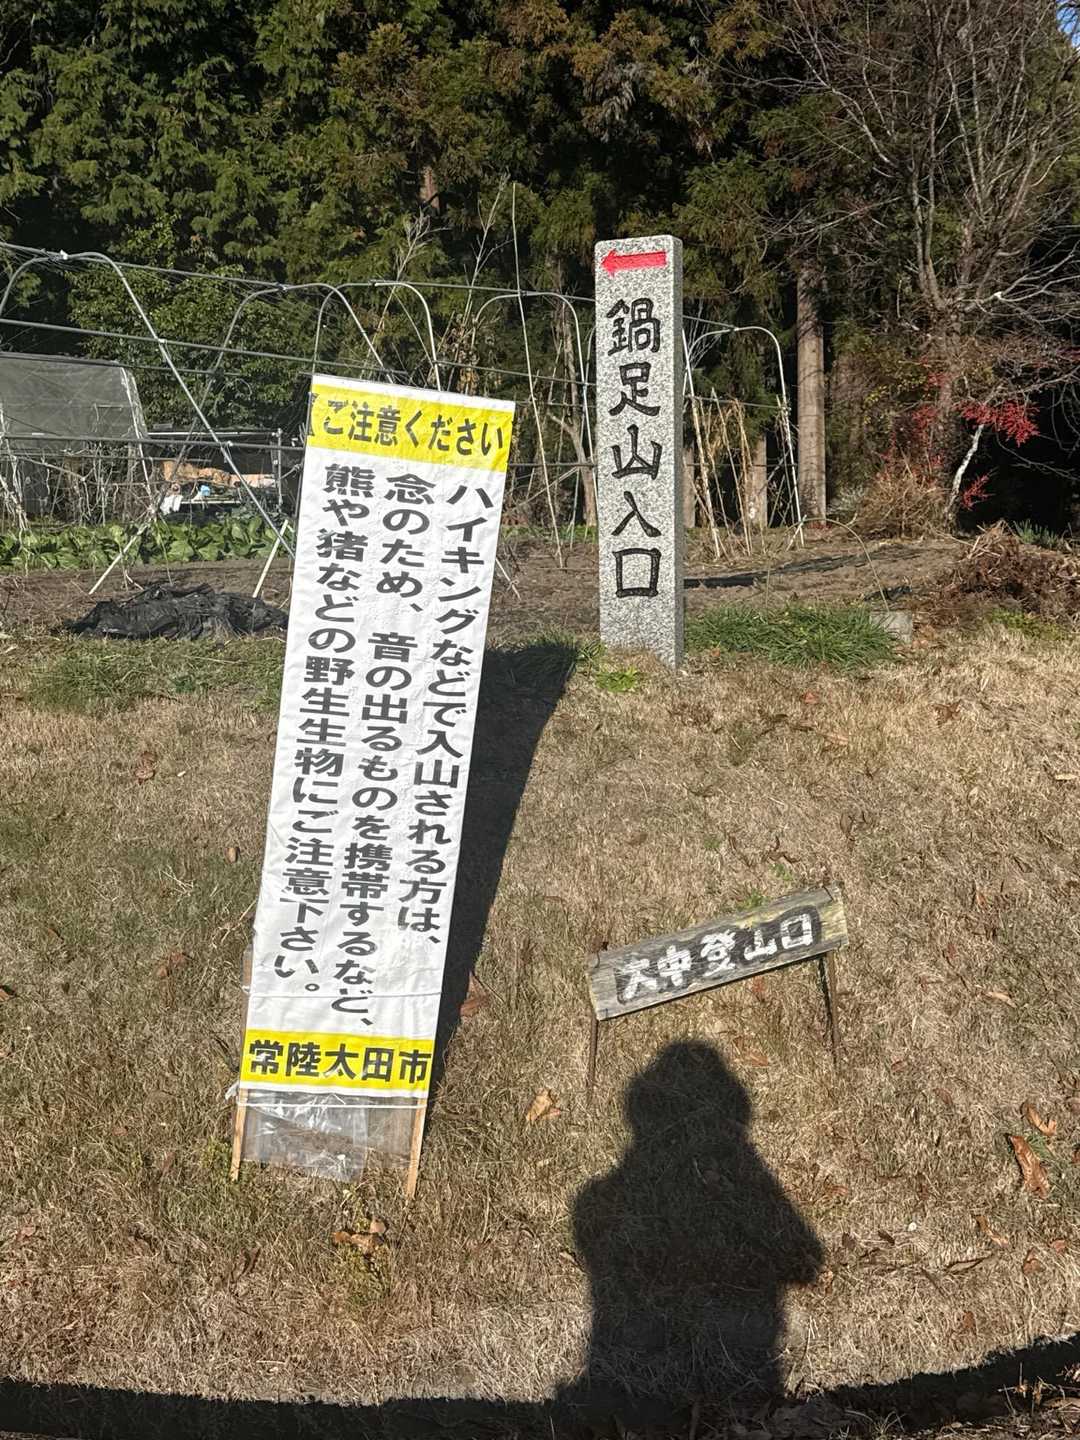 ご注意ください
ハイキングなどで入山される方は、
念のため、音の出るものを携帯するなど、
熊や猪などの野生生物にご注意下さい。
常陸太田市
鍋足山入口
大中登山口